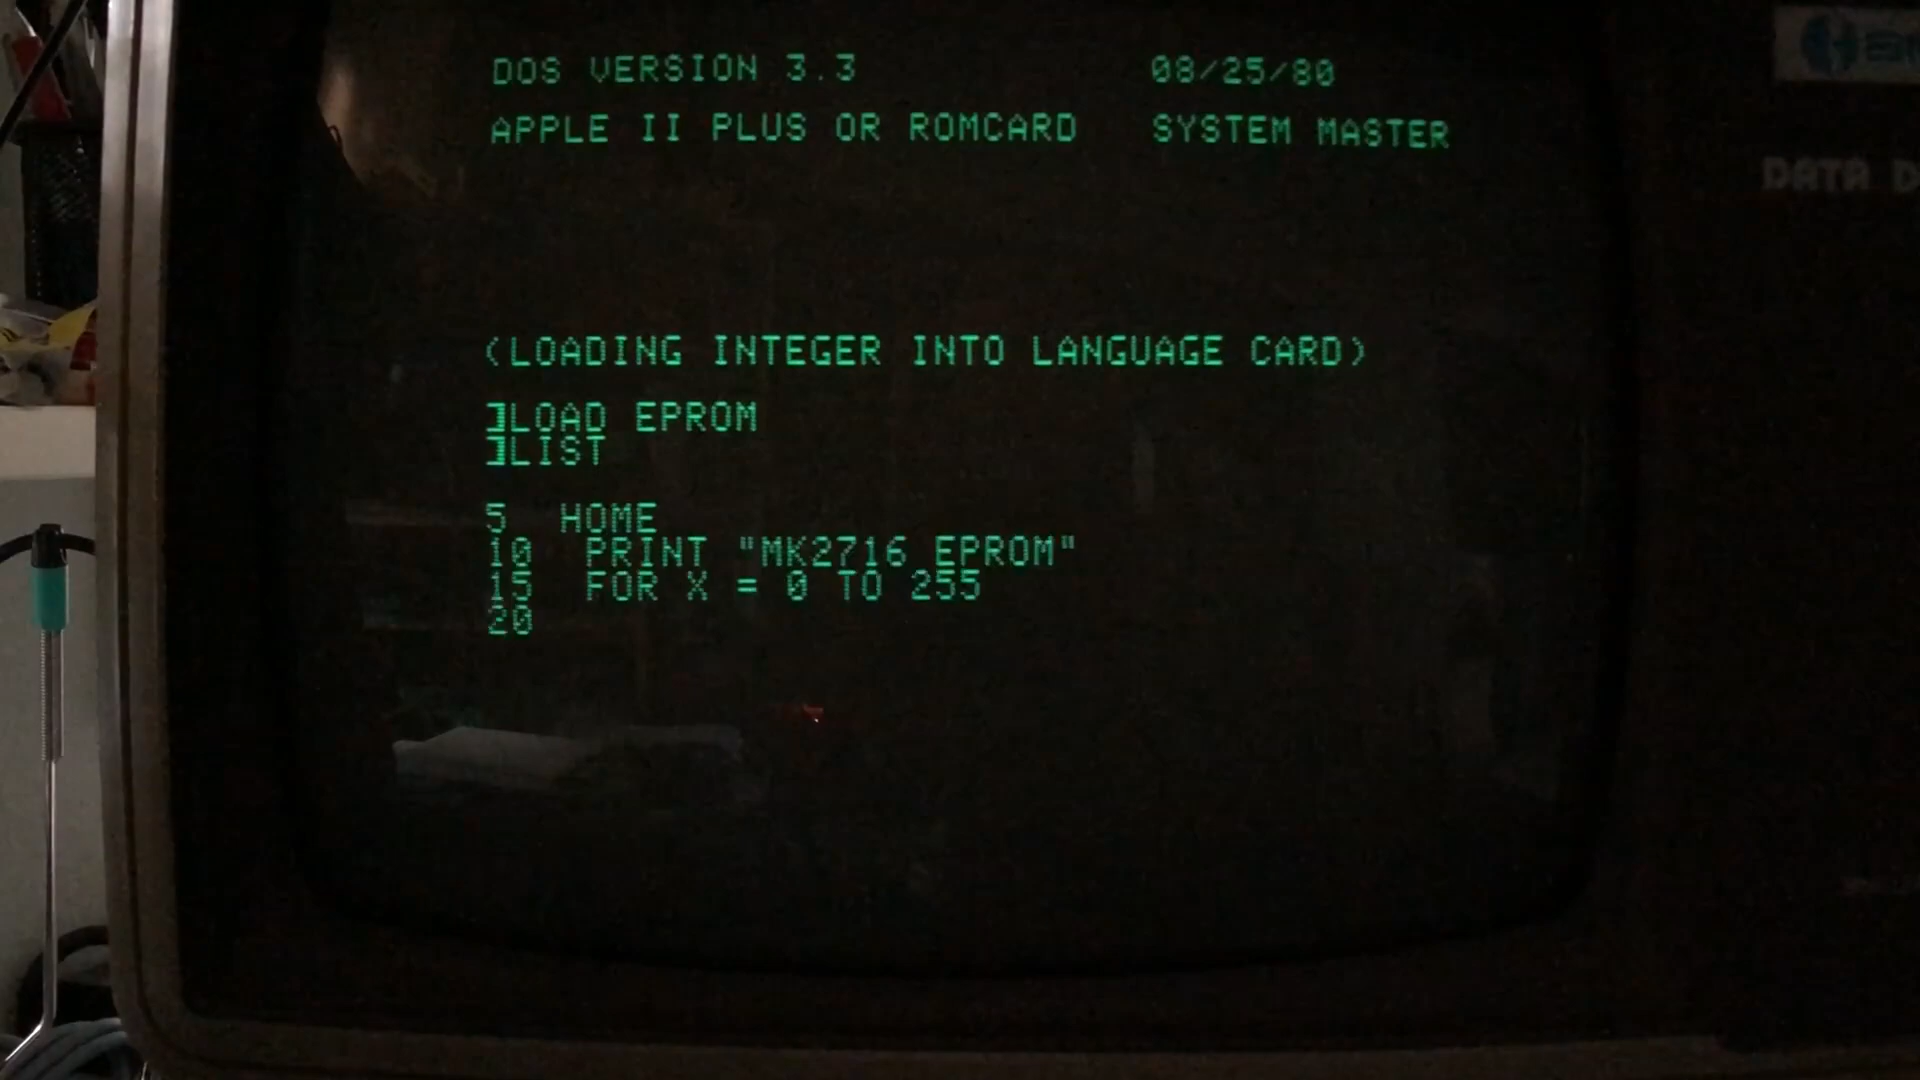 DOS VERSION 3.3 08/25/80
APPLE II PLUS OR ROMCARD SYSTEM MASTER
(LOADING INTEGER INTO LANGUAGE CARD)
]LOAD EPROM
]LIST
5 HOME
10 PRINT "MK2716 EPROM"
15 FOR X = 0 TO 255
20
DATA